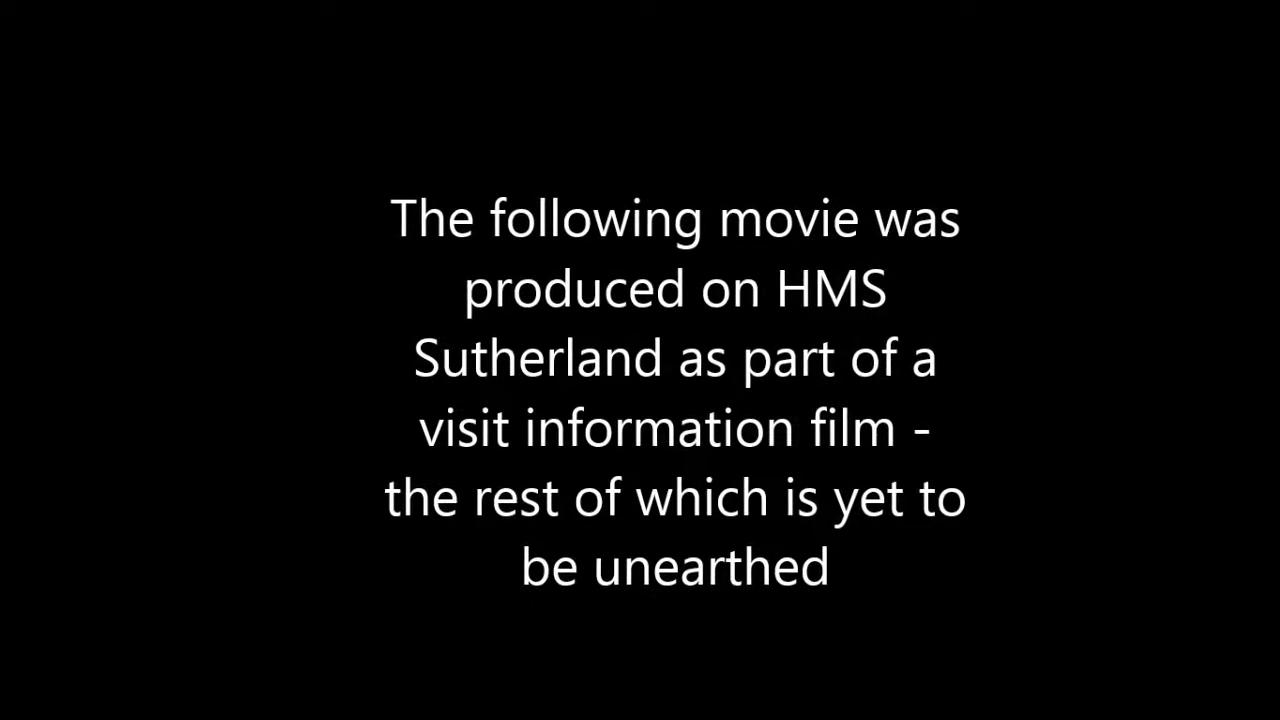 The following movie was
produced on HMS
Sutherland as part of a
visit information film -
the rest of which is yet to
be unearthed